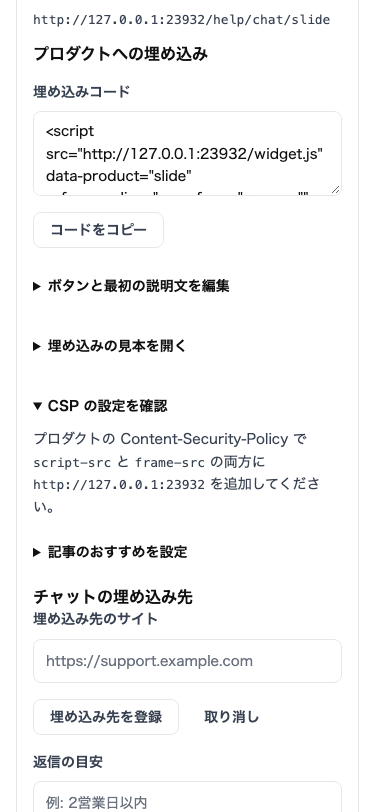 http://127.0.0.1:23932/help/chat/slide
プロダクトへの埋め込み
埋め込みコード
<script
src="http://127.0.0.1:23932/widget.js"
data-product="slide"
コードをコピー
▶ ボタンと最初の説明文を編集
▶ 埋め込みの見本を開く
▼ CSP の設定を確認
プロダクトの Content-Security-Policy で
script-src と frame-src の両方に
http://127.0.0.1:23932 を追加してくださ
い。
▶ 記事のおすすめを設定
チャットの埋め込み先
埋め込み先のサイト
https://support.example.com
埋め込み先を登録 取り消し
返信の目安
例: 2営業日以内